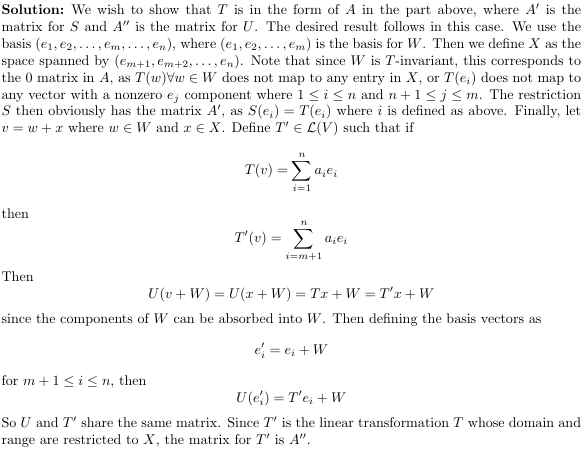 Solution: We wish to show that T is in the form of A in the part above, where A′ is the
matrix for S and A″ is the matrix for U. The desired result follows in this case. We use the
basis (e₁, e₂, . . . , eₘ, . . . , eₙ), where (e₁, e₂, . . . , eₘ) is the basis for W. Then we define X as the
space spanned by (eₘ₊₁, eₘ₊₂, . . . , eₙ). Note that since W is T-invariant, this corresponds to
the 0 matrix in A, as T(w)∀w ∈ W does not map to any entry in X, or T(eᵢ) does not map to
any vector with a nonzero eⱼ component where 1 ≤ i ≤ n and n + 1 ≤ j ≤ m. The restriction
S then obviously has the matrix A′, as S(eᵢ) = T(eᵢ) where i is defined as above. Finally, let
v = w + x where w ∈ W and x ∈ X. Define T′ ∈ ℒ(V) such that if
T(v) = ∑ᵢ₌₁ⁿ aᵢeᵢ
then
T′(v) = ∑ᵢ₌ₘ₊₁ⁿ aᵢeᵢ
Then
U(v + W) = U(x + W) = Tx + W = T′x + W
since the components of W can be absorbed into W. Then defining the basis vectors as
e′ᵢ = eᵢ + W
for m + 1 ≤ i ≤ n, then
U(e′ᵢ) = T′eᵢ + W
So U and T′ share the same matrix. Since T′ is the linear transformation T whose domain and
range are restricted to X, the matrix for T′ is A″.